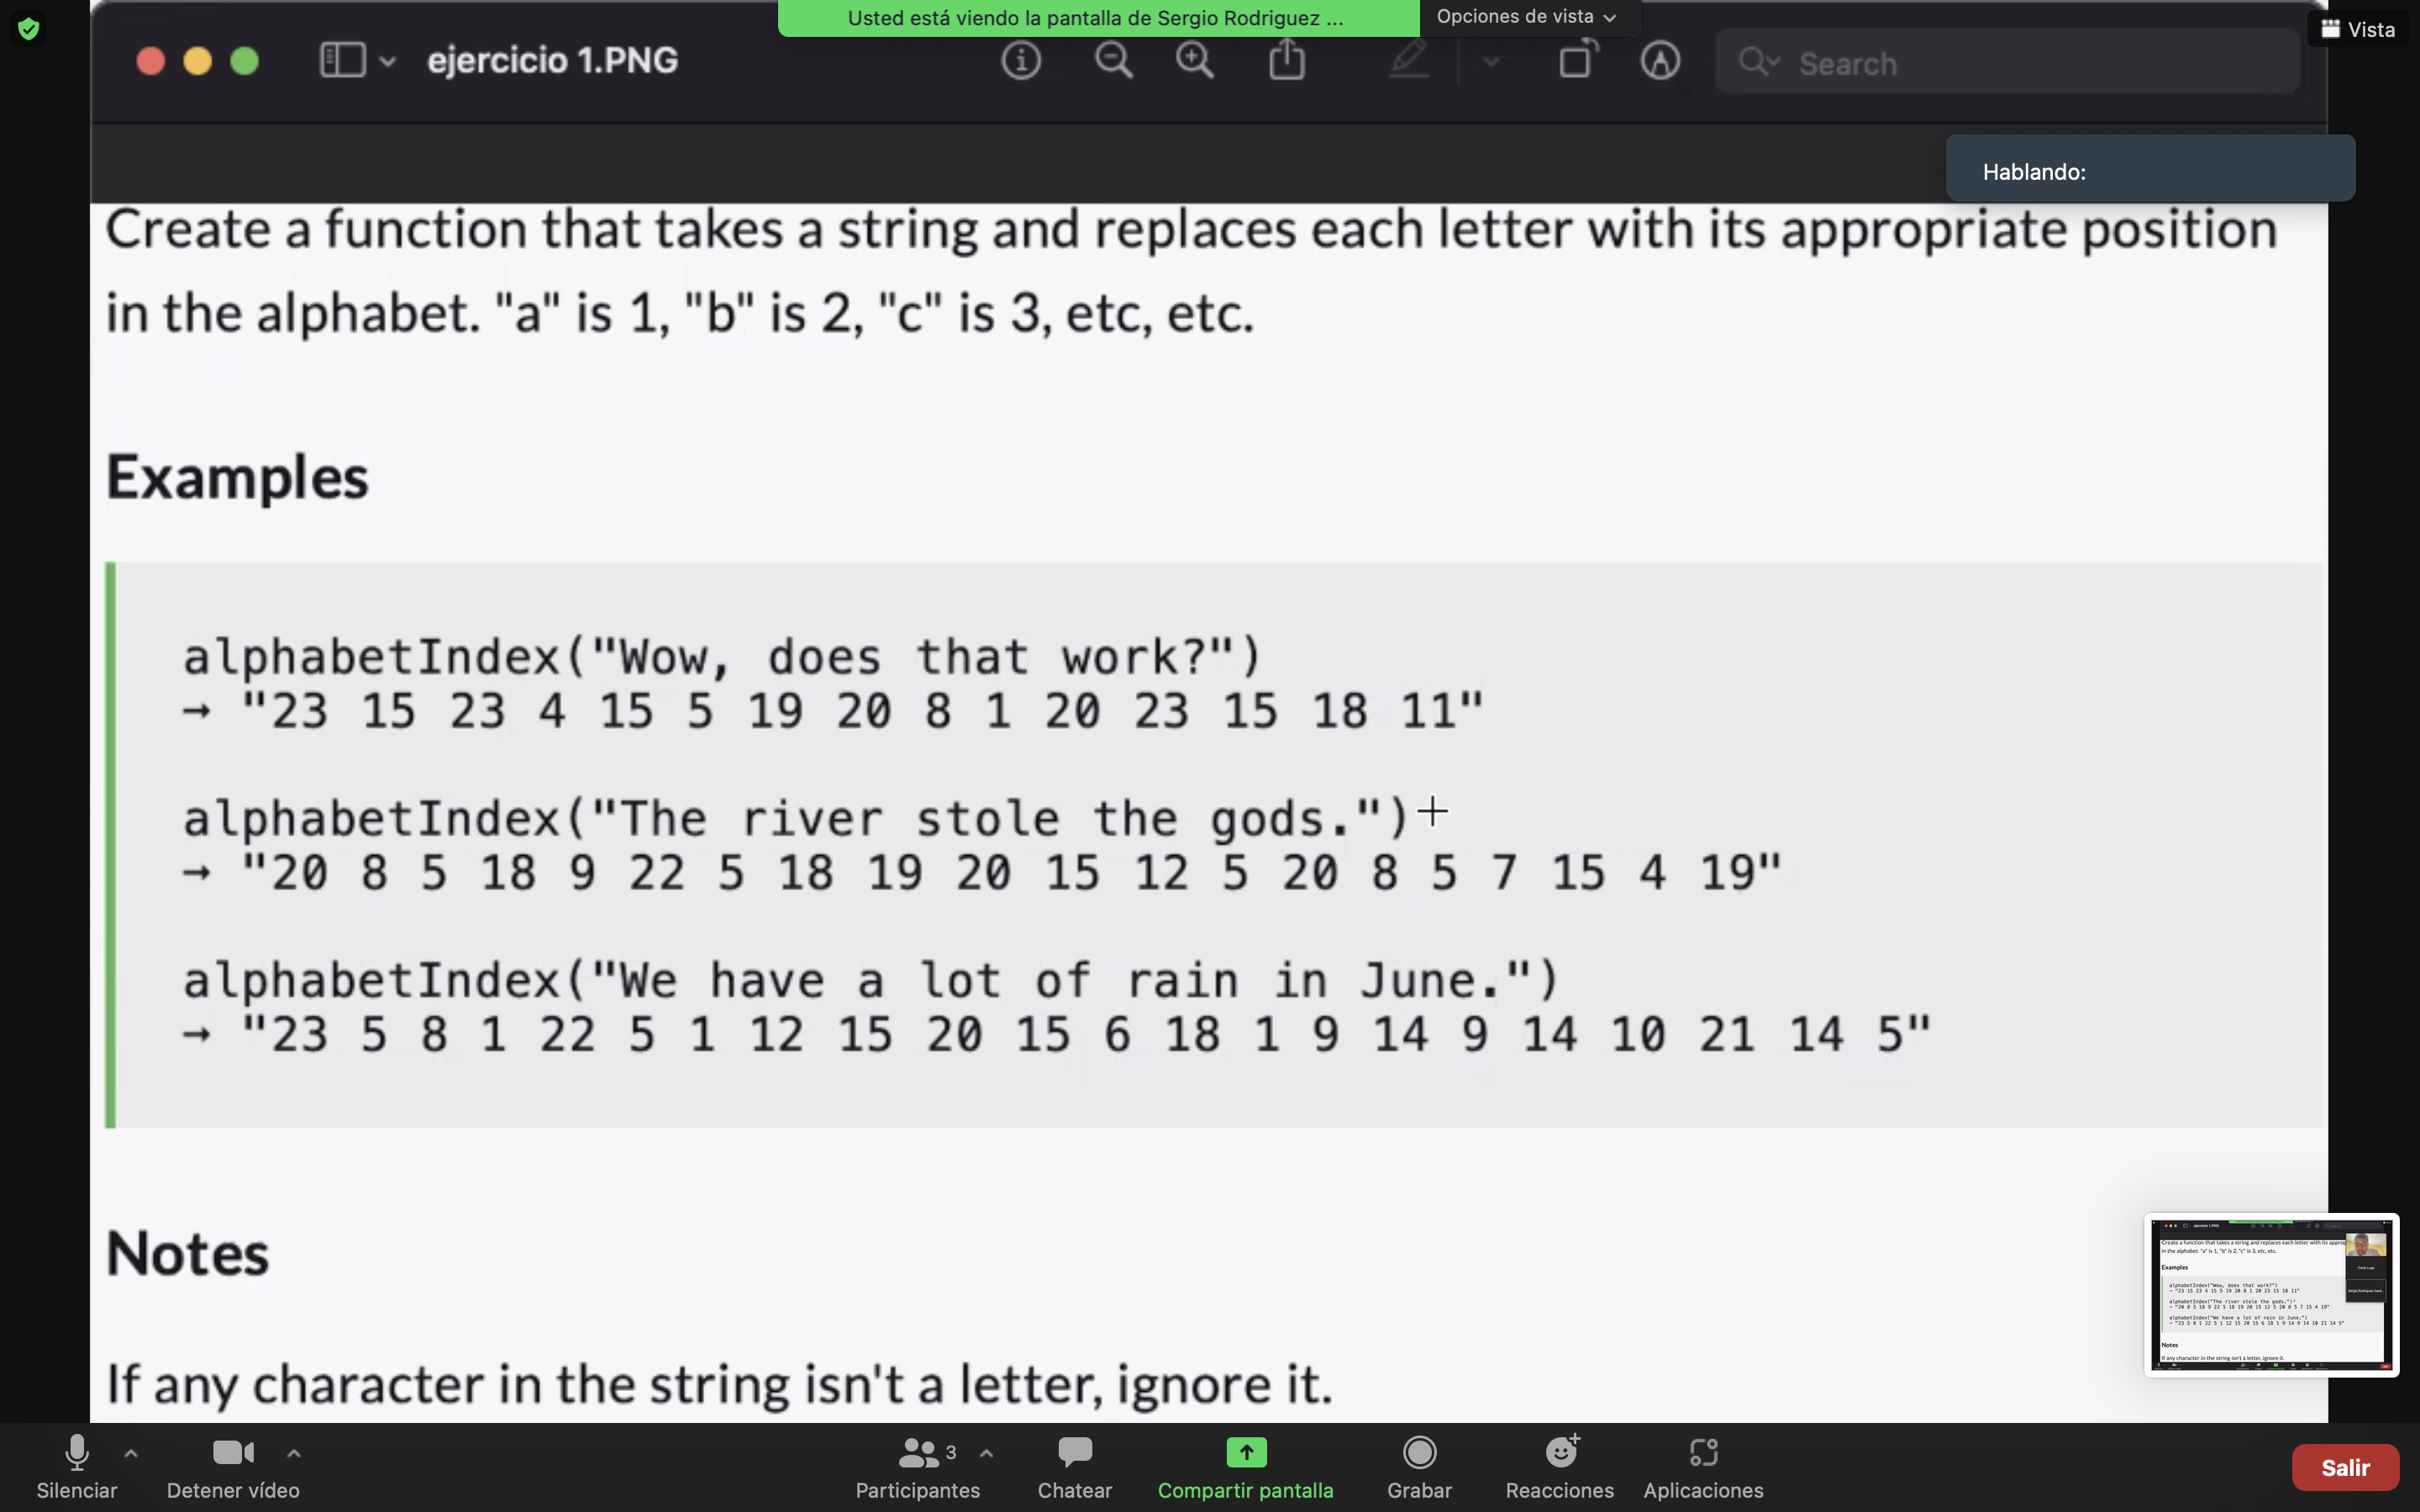 Usted está viendo la pantalla de Sergio Rodriguez ...
Opciones de vista
Vista
ejercicio 1.PNG
Search
Hablando:
Create a function that takes a string and replaces each letter with its appropriate position
in the alphabet. "a" is 1, "b" is 2, "c" is 3, etc, etc.
Examples
alphabetIndex("Wow, does that work?")
→ "23 15 23 4 15 5 19 20 8 1 20 23 15 18 11"
alphabetIndex("The river stole the gods.")
→ "20 8 5 18 9 22 5 18 19 20 15 12 5 20 8 5 7 15 4 19"
alphabetIndex("We have a lot of rain in June.")
→ "23 5 8 1 22 5 1 12 15 20 15 6 18 1 9 14 9 14 10 21 14 5"
Notes
If any character in the string isn't a letter, ignore it.
Silenciar
Detener vídeo
3
Participantes
Chatear
Compartir pantalla
Grabar
Reacciones
Aplicaciones
Salir